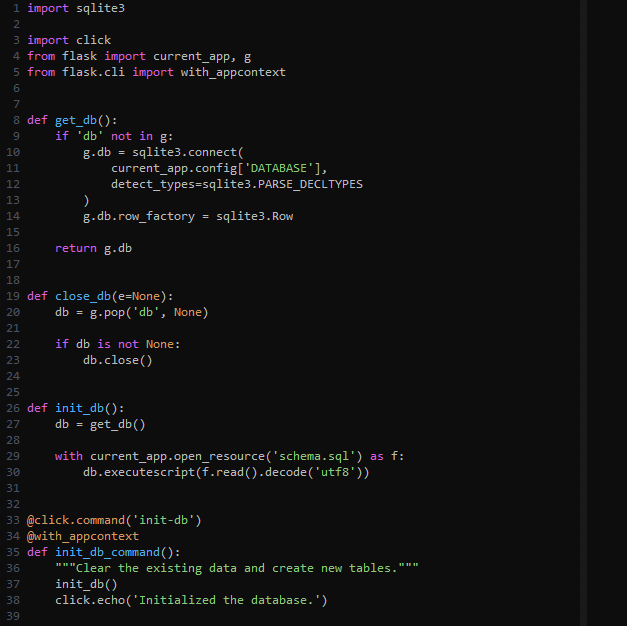 1 import sqlite3
2
3 import click
4 from flask import current_app, g
5 from flask.cli import with_appcontext
6
7
8 def get_db():
9     if 'db' not in g:
10         g.db = sqlite3.connect(
11             current_app.config['DATABASE'],
12             detect_types=sqlite3.PARSE_DECLTYPES
13         )
14         g.db.row_factory = sqlite3.Row
15
16     return g.db
17
18
19 def close_db(e=None):
20     db = g.pop('db', None)
21
22     if db is not None:
23         db.close()
24
25
26 def init_db():
27     db = get_db()
28
29     with current_app.open_resource('schema.sql') as f:
30         db.executescript(f.read().decode('utf8'))
31
32
33 @click.command('init-db')
34 @with_appcontext
35 def init_db_command():
36     """Clear the existing data and create new tables."""
37     init_db()
38     click.echo('Initialized the database.')
39